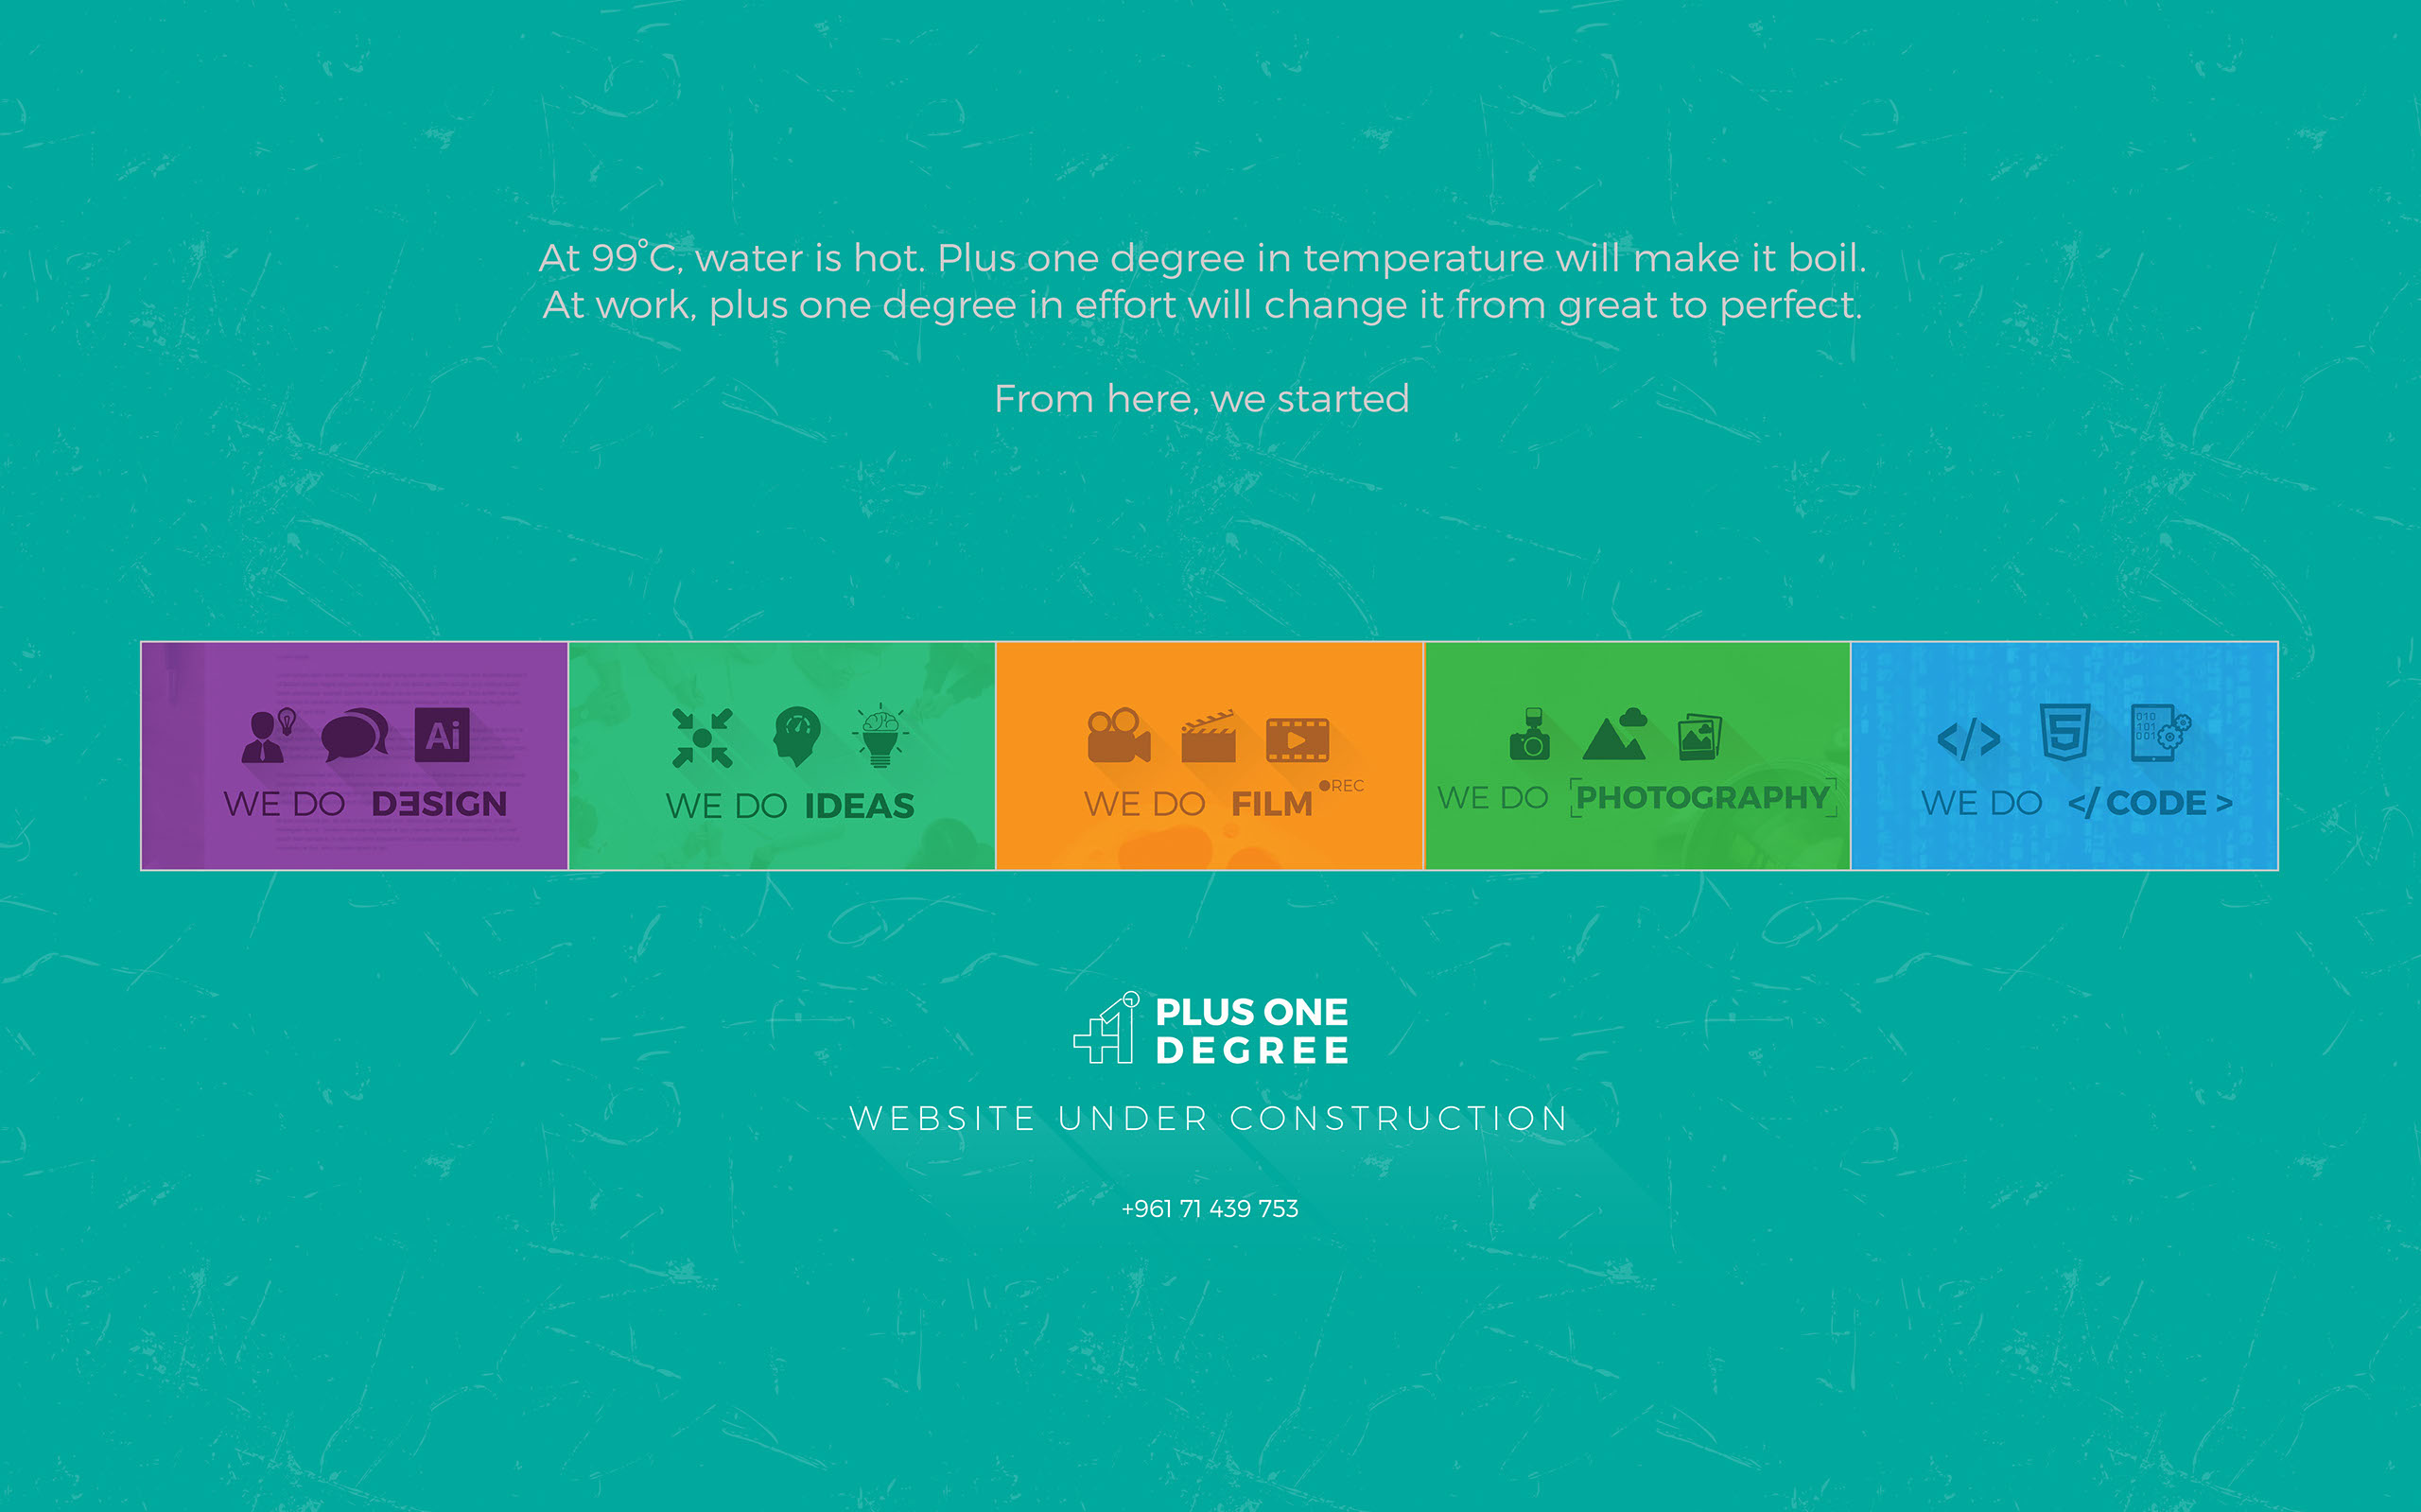 At 99°C, water is hot. Plus one degree in temperature will make it boil.
At work, plus one degree in effort will change it from great to perfect.
From here, we started
Ai
WE DO DƎSIGN
WE DO IDEAS
REC
WE DO FILM
WE DO [PHOTOGRAPHY]
</>
5
010
101
001
WE DO </ CODE >
PLUS ONE
DEGREE
WEBSITE UNDER CONSTRUCTION
+961 71 439 753